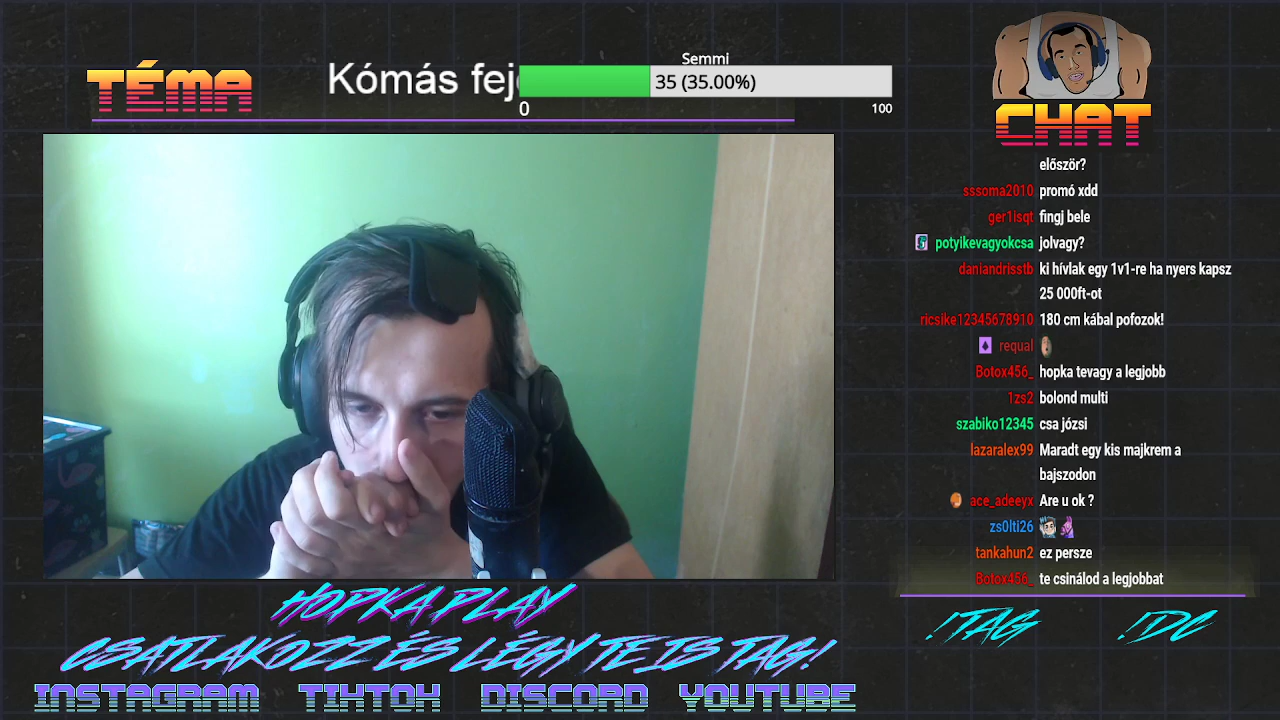 TÉMA
Kómás fej
Semmi
35 (35.00%)
0
100
CHAT
először?
sssoma2010 promó xdd
ger1isqt fingj bele
potyikevagyokcsa jolvagy?
daniandrisstb ki hívlak egy 1v1-re ha nyers kapsz
25 000ft-ot
ricsike12345678910 180 cm kábal pofozok!
requal
Botox456_ hopka tevagy a legjobb
1zs2 bolond multi
szabiko12345 csa józsi
lazaralex99 Maradt egy kis majkrem a
bajszodon
ace_adeeyx Are u ok ?
zs0lti26
tankahun2 ez persze
Botox456_ te csinálod a legjobbat
HOPKA PLAY
CSATLAKOZZ ÉS LÉGY TE IS TAG!
!TAG
!DC
INSTAGRAM TIKTOK DISCORD YOUTUBE